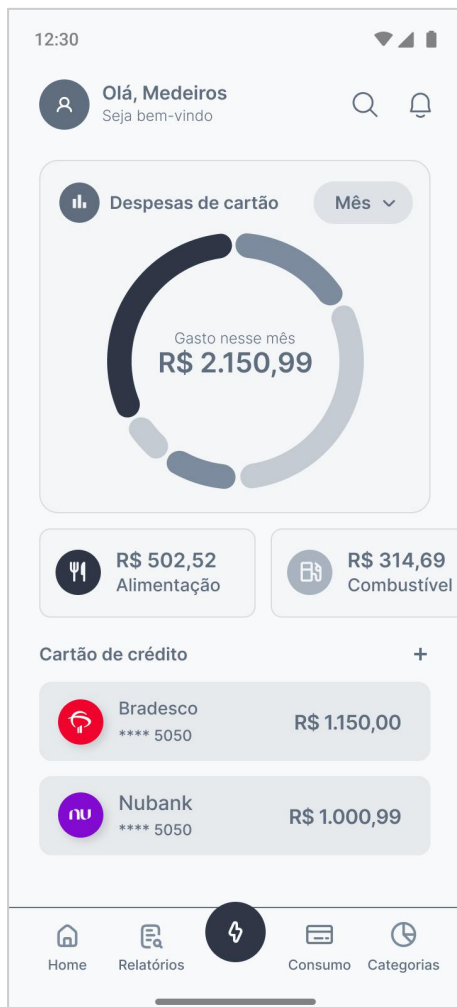 12:30
Olá, Medeiros
Seja bem-vindo
Despesas de cartão
Mês
Gasto nesse mês
R$ 2.150,99
R$ 502,52
Alimentação
R$ 314,69
Combustível
Cartão de crédito
+
Bradesco
**** 5050
R$ 1.150,00
nu
Nubank
**** 5050
R$ 1.000,99
Home
Relatórios
Consumo
Categorias